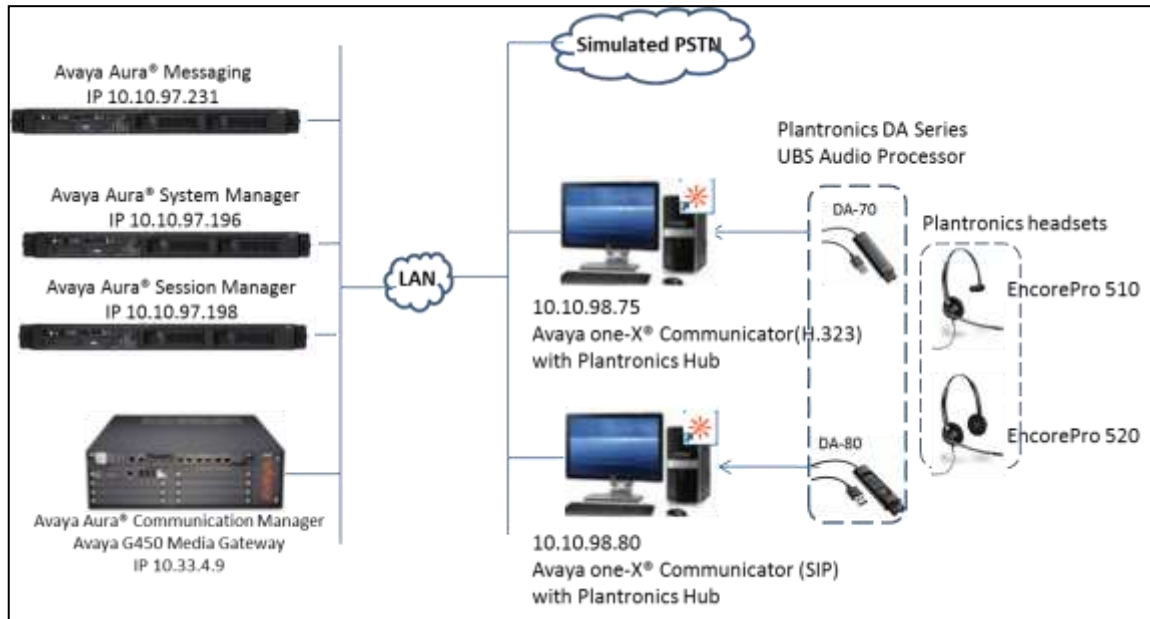 Simulated PSTN
Avaya Aura® Messaging
IP 10.10.97.231
Avaya Aura® System Manager
IP 10.10.97.196
Avaya Aura® Session Manager
IP 10.10.97.198
Avaya Aura® Communication Manager
Avaya G450 Media Gateway
IP 10.33.4.9
LAN
10.10.98.75
Avaya one-X® Communicator(H.323)
with Plantronics Hub
10.10.98.80
Avaya one-X® Communicator (SIP)
with Plantronics Hub
Plantronics DA Series
UBS Audio Processor
DA-70
DA-80
Plantronics headsets
EncorePro 510
EncorePro 520